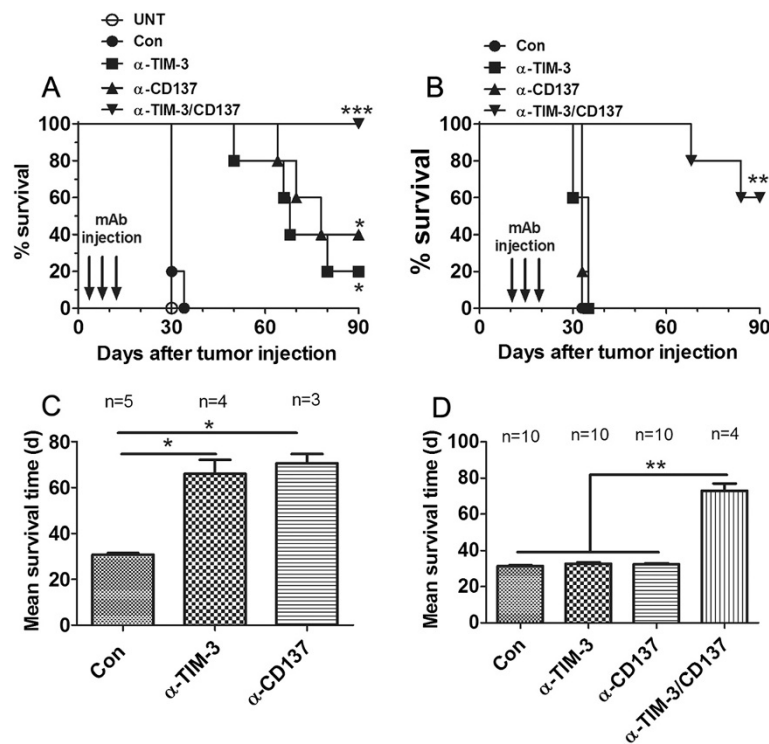 UNT
Con
α-TIM-3
α-CD137
α-TIM-3/CD137
A
***
100
80
60
40
20
0
% survival
mAb
injection
*
*
0
30
60
90
Days after tumor injection
Con
α-TIM-3
α-CD137
α-TIM-3/CD137
B
100
80
60
40
20
0
% survival
mAb
injection
**
0
30
60
90
Days after tumor injection
C
n=5 n=4 n=3
80
60
40
20
0
Mean survival time (d)
*
*
Con
α-TIM-3
α-CD137
D
n=10 n=10 n=10 n=4
100
80
60
40
20
0
Mean survival time (d)
**
Con
α-TIM-3
α-CD137
α-TIM-3/CD137